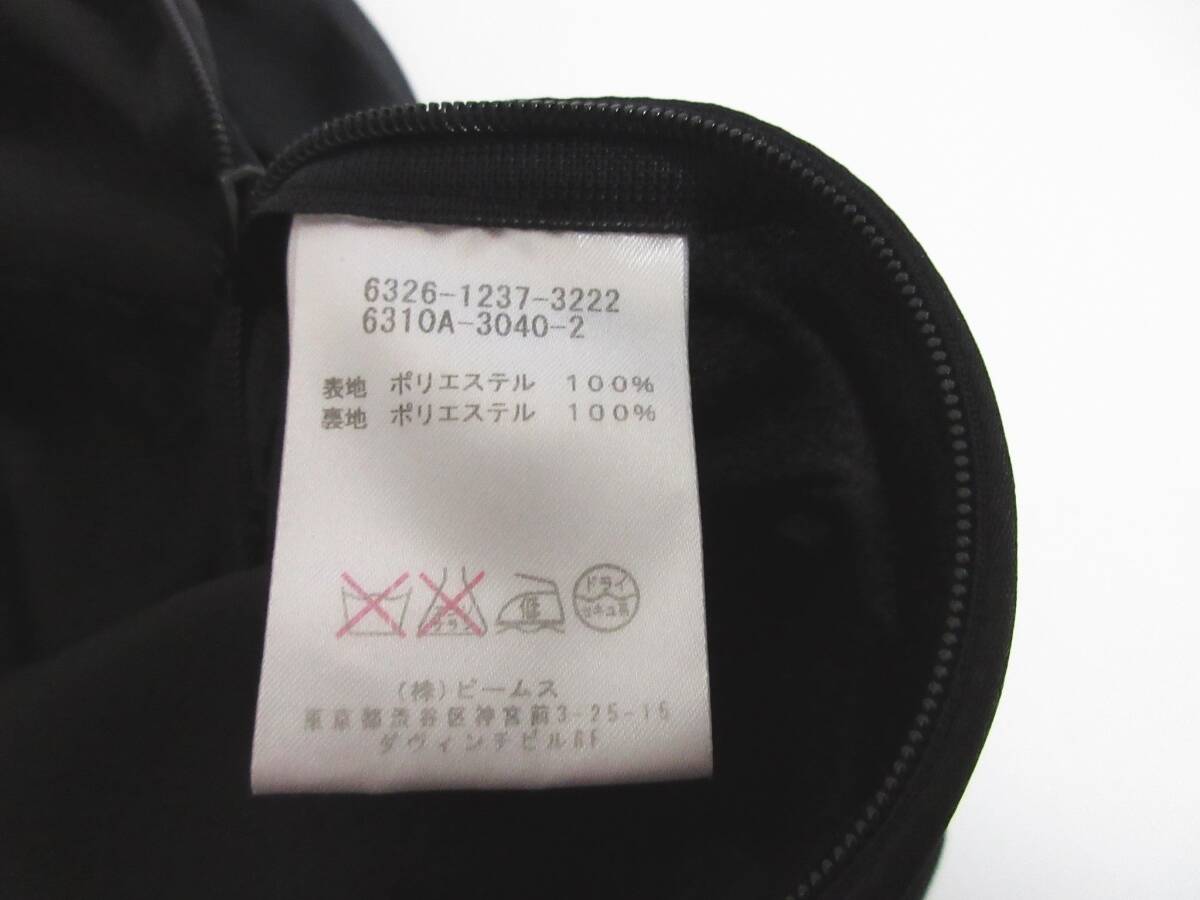 6326-1237-3222
6310A-3040-2
表地 ポリエステル 100%
裏地 ポリエステル 100%
低
ドライ
(株)ビームス
東京都渋谷区神宮前3-25-15
ダヴィンチビル